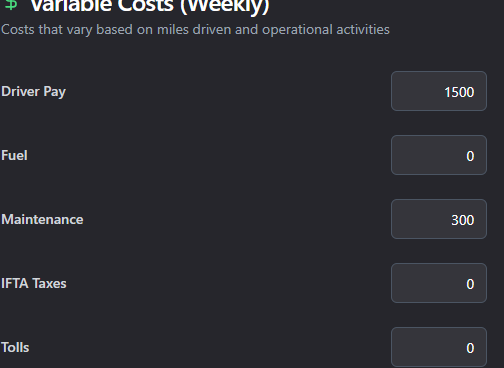 $ Variable Costs (Weekly)
Costs that vary based on miles driven and operational activities
Driver Pay 1500
Fuel 0
Maintenance 300
IFTA Taxes 0
Tolls 0